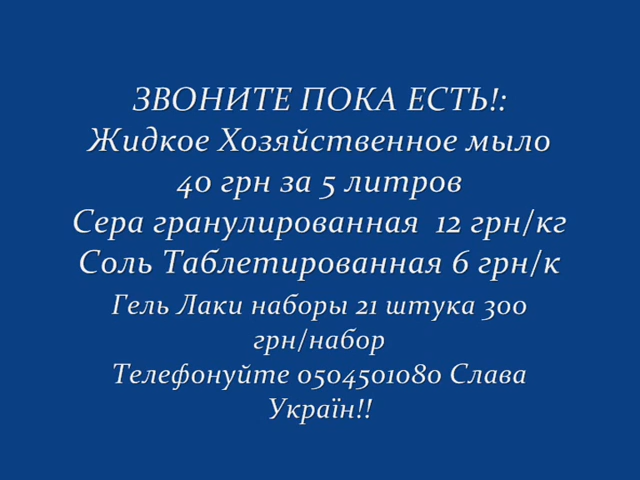 ЗВОНИТЕ ПОКА ЕСТЬ!:
Жидкое Хозяйственное мыло
40 грн за 5 литров
Сера гранулированная 12 грн/кг
Соль Таблетированная 6 грн/к
Гель Лаки наборы 21 штука 300
грн/набор
Телефонуйте 0504501080 Слава
Україн!!